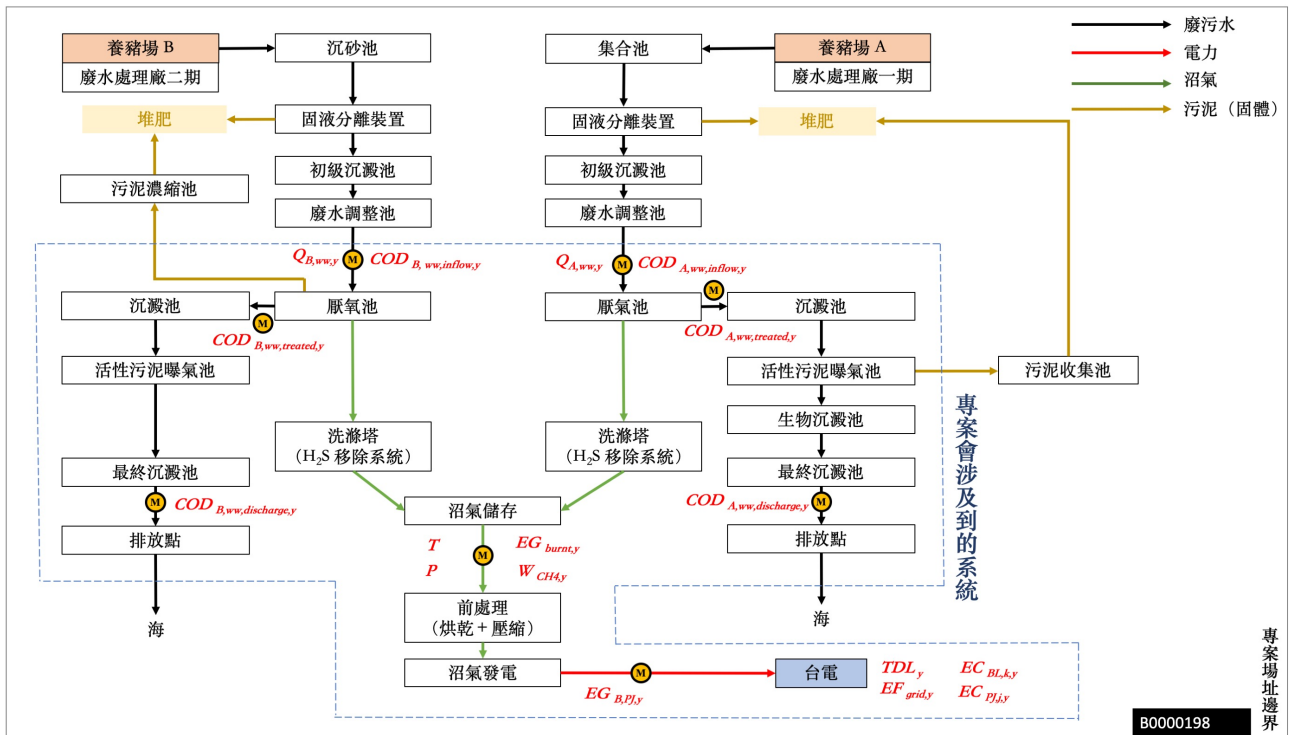 廢污水
電力
沼氣
污泥（固體）
養豬場 B
廢水處理廠二期
沉砂池
集合池
養豬場 A
廢水處理廠一期
堆肥
固液分離裝置
固液分離裝置
堆肥
污泥濃縮池
初級沉澱池
初級沉澱池
廢水調整池
廢水調整池
Q B,ww,y
M
COD B, ww,inflow,y
Q A,ww,y
M
COD A,ww,inflow,y
沉澱池
厭氧池
厭氣池
M
沉澱池
M
COD B,ww,treated,y
COD A,ww,treated,y
活性污泥曝氣池
活性污泥曝氣池
污泥收集池
洗滌塔
（H2S 移除系統）
洗滌塔
（H2S 移除系統）
生物沉澱池
最終沉澱池
最終沉澱池
M
COD B,ww,discharge,y
沼氣儲存
COD A,ww,discharge,y
M
排放點
排放點
T
M
EG burnt,y
P
W CH4,y
前處理
（烘乾 + 壓縮）
海
海
沼氣發電
M
EG B,PJ,y
台電
TDL y
EC BL,k,y
EF grid,y
EC PJ,j,y
專案會涉及到的系統
專案場址邊界
B0000198